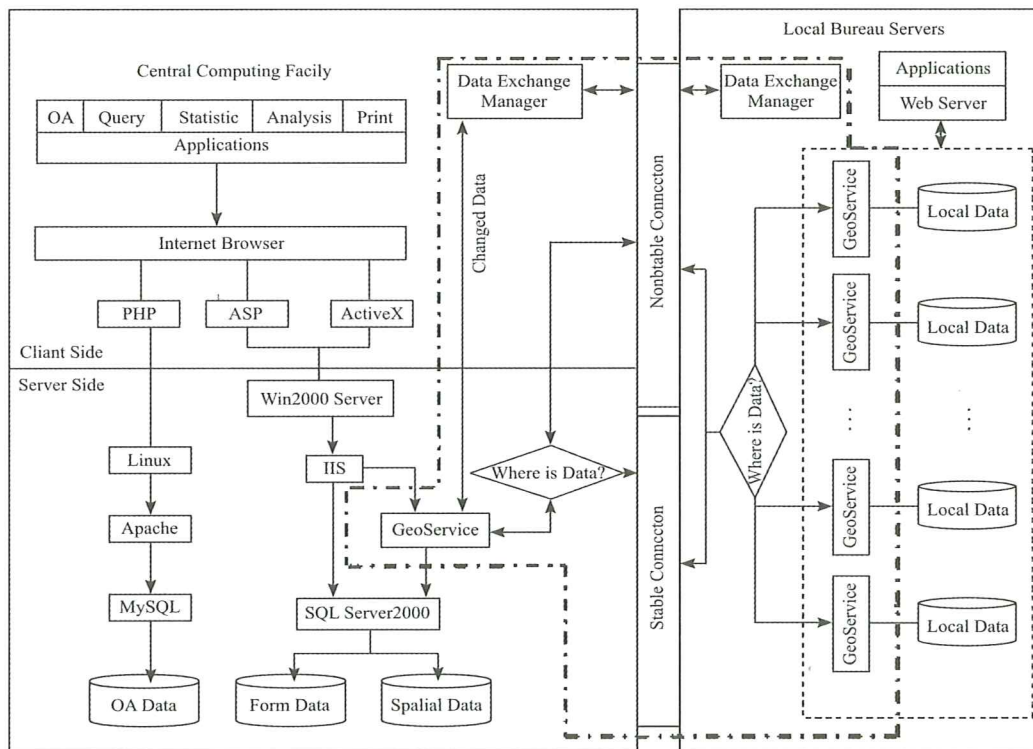 Local Bureau Servers
Central Computing Facily
Data Exchange
Manager
Data Exchange
Manager
Applications
Web Server
OA Query Statistic Analysis Print
Applications
Internet Browser
PHP ASP ActiveX
Changed Data
Nonbtable Conncction
GeoService
Local Data
GeoService
Local Data
Cliant Side
Server Side
Win2000 Server
Linux
IIS
Where is Data?
Where is Data?
...
...
GeoService
Local Data
Apache
GeoService
Stable Conncction
MySQL
SQL Server2000
GeoService
Local Data
OA Data
Form Data
Spalial Data